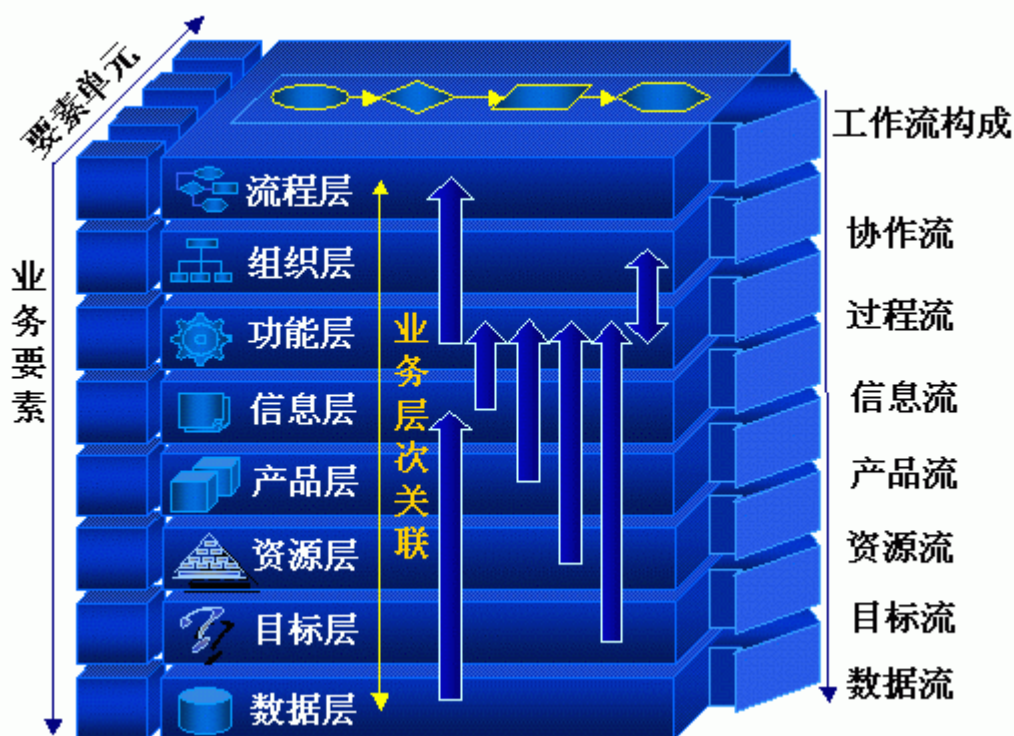 要素单元
业务要素
流程层
组织层
功能层
信息层
产品层
资源层
目标层
数据层
业务层次关联
工作流构成
协作流
过程流
信息流
产品流
资源流
目标流
数据流